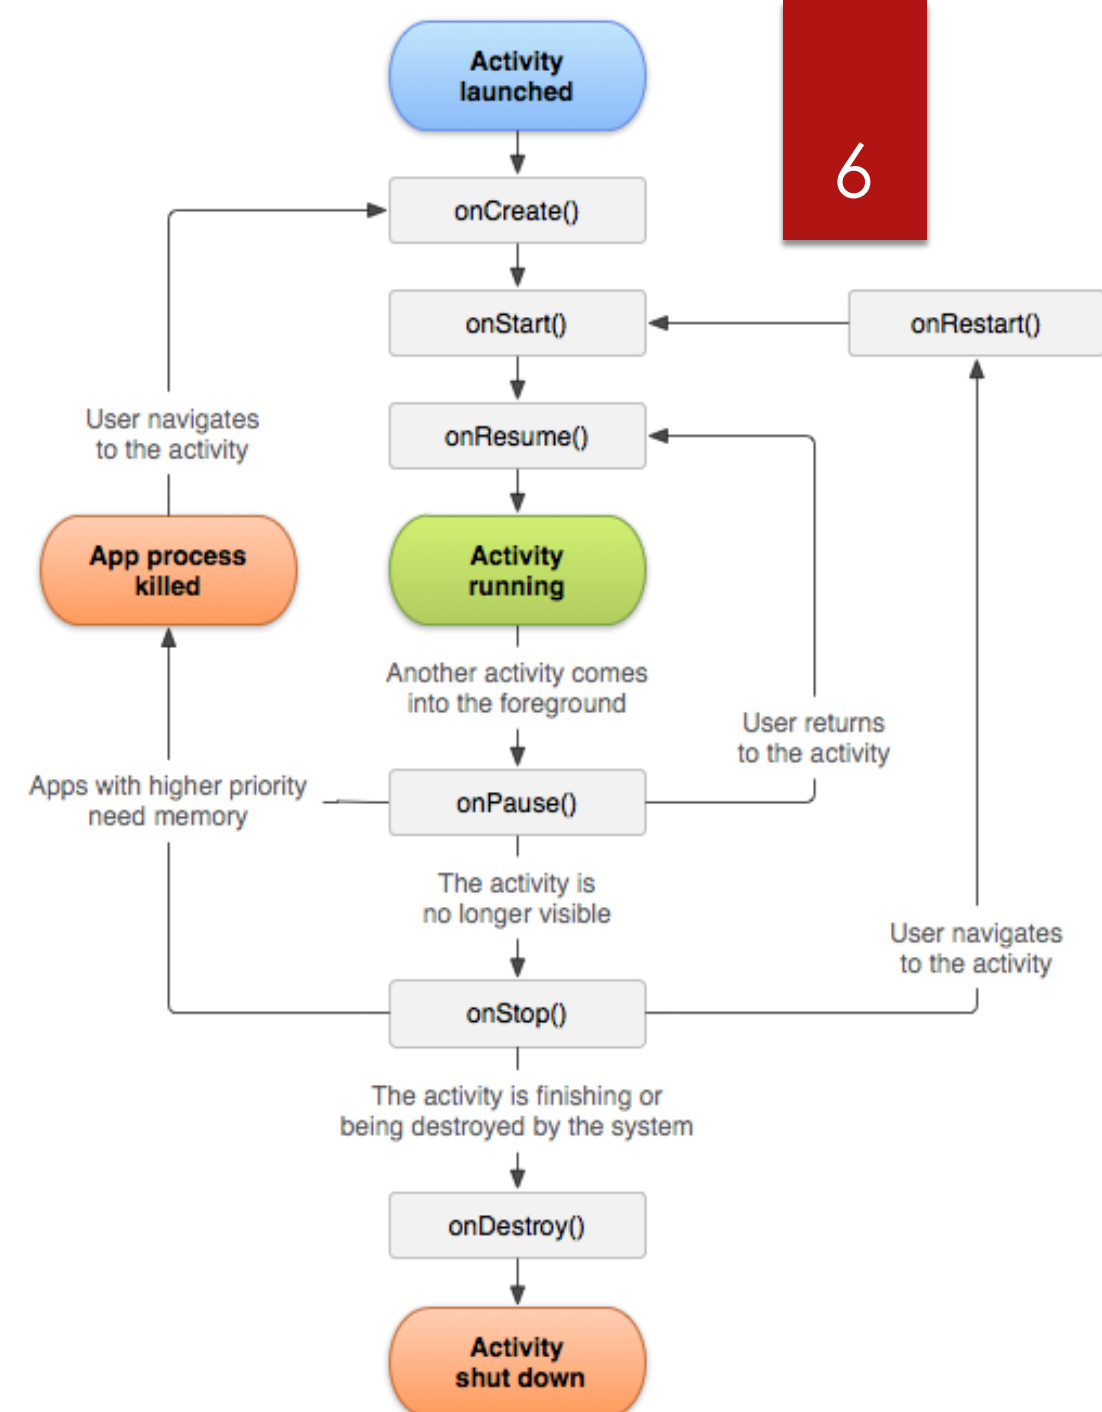 Activity
launched
6
onCreate()
onStart()
onRestart()
User navigates
to the activity
onResume()
App process
killed
Activity
running
Another activity comes
into the foreground
User returns
to the activity
Apps with higher priority
need memory
onPause()
The activity is
no longer visible
User navigates
to the activity
onStop()
The activity is finishing or
being destroyed by the system
onDestroy()
Activity
shut down